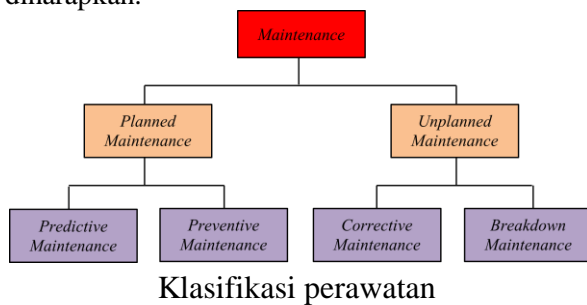 diharapkan.
Maintenance
Planned
Maintenance
Unplanned
Maintenance
Predictive
Maintenance
Preventive
Maintenance
Corrective
Maintenance
Breakdown
Maintenance
Klasifikasi perawatan